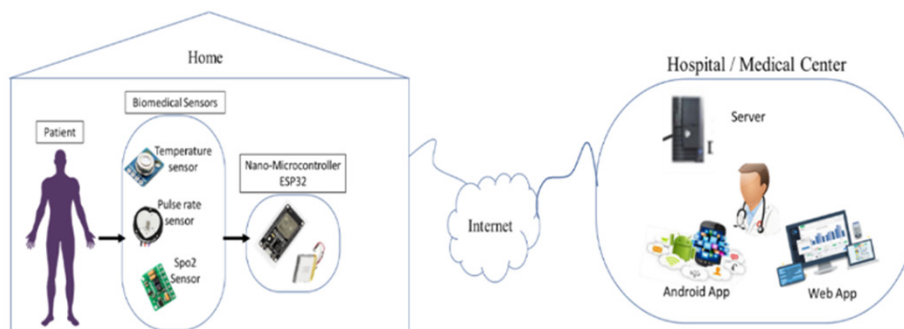 Home
Hospital / Medical Center
Biomedical Sensors
Patient
Temperature
sensor
Nano-Microcontroller
ESP32
Pulse rate
sensor
Spo2
Sensor
Internet
Server
Android App
Web App